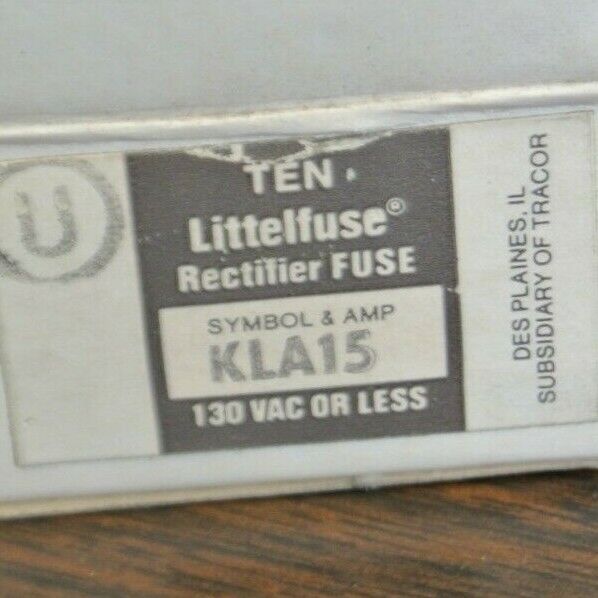 U
TEN
Littelfuse®
Rectifier FUSE
SYMBOL & AMP
KLA15
130 VAC OR LESS
DES PLAINES, IL
SUBSIDIARY OF TRACOR